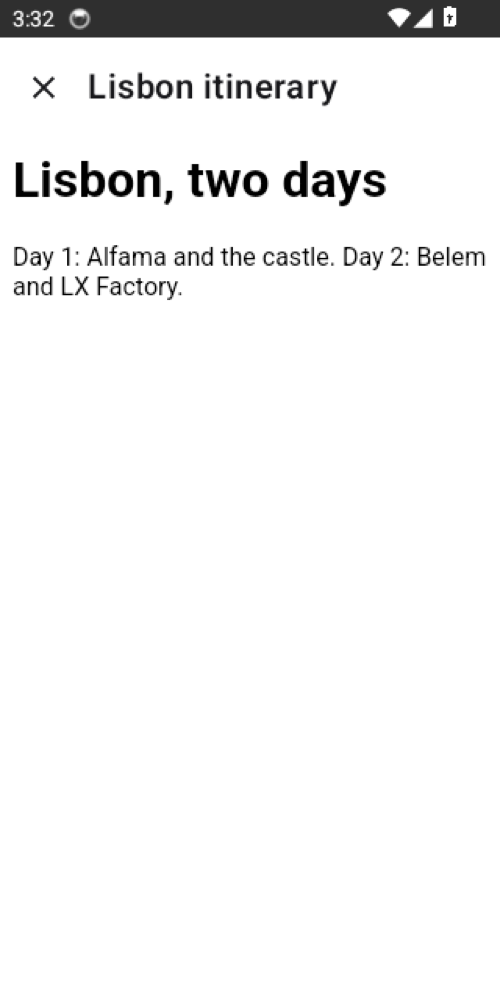 3:32
Lisbon itinerary
Lisbon, two days
Day 1: Alfama and the castle. Day 2: Belem
and LX Factory.